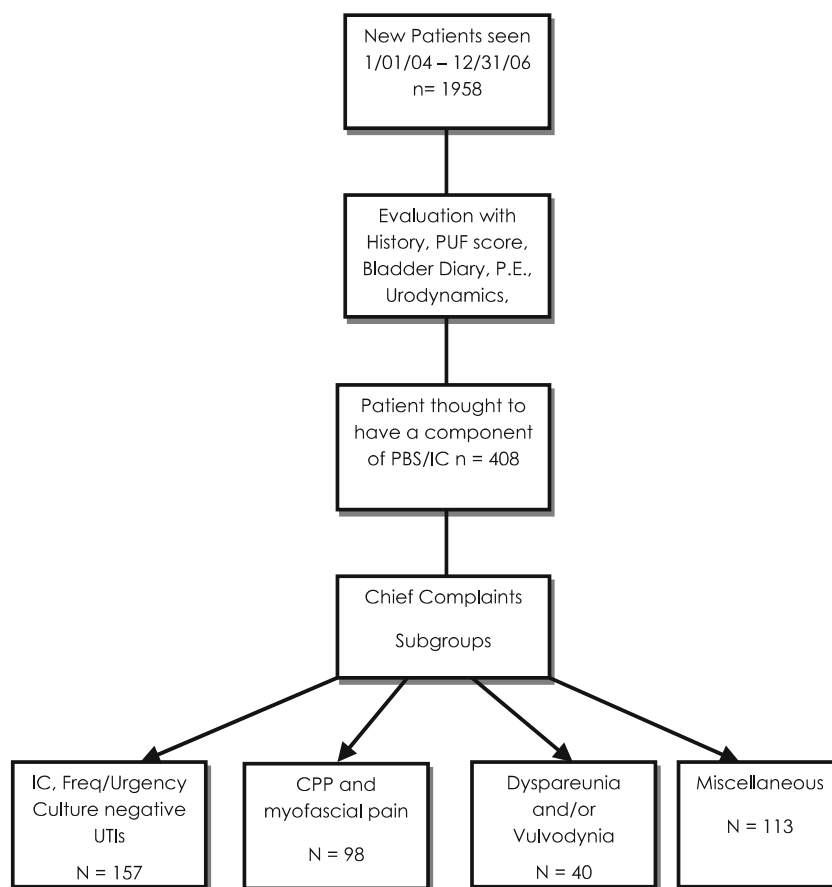 New Patients seen
1/01/04 – 12/31/06
n= 1958
Evaluation with
History, PUF score,
Bladder Diary, P.E.,
Urodynamics,
Patient thought to
have a component
of PBS/IC n = 408
Chief Complaints
Subgroups
IC, Freq/Urgency
Culture negative
UTIs
N = 157
CPP and
myofascial pain
N = 98
Dyspareunia
and/or
Vulvodynia
N = 40
Miscellaneous
N = 113